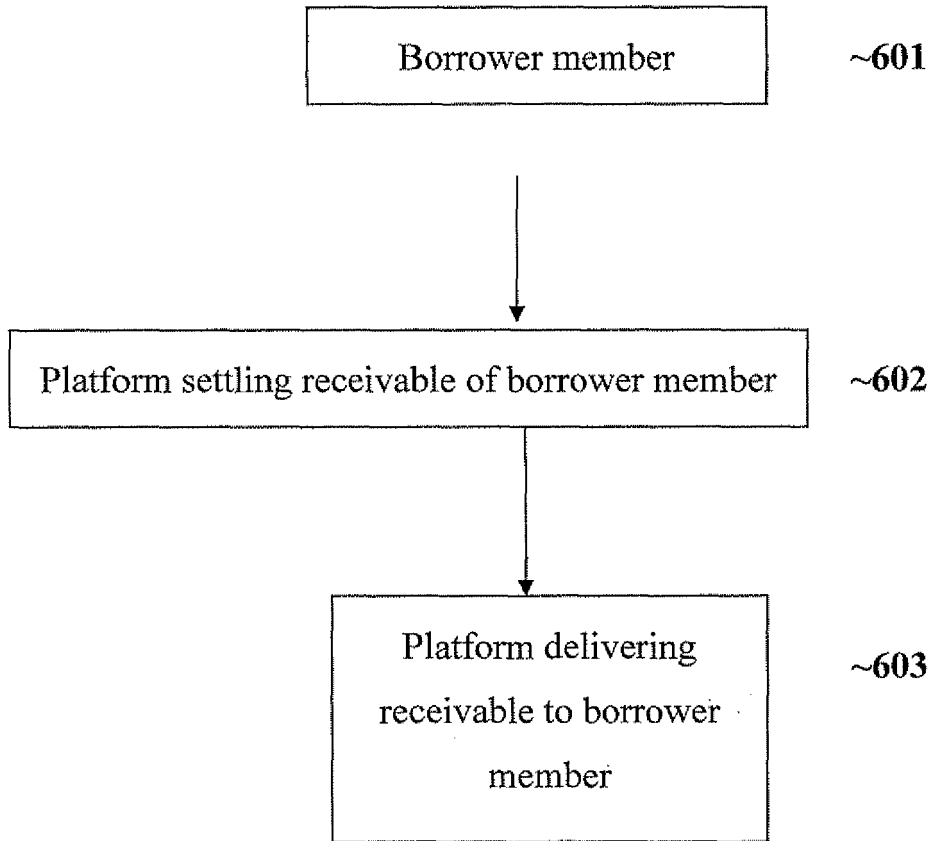 Borrower member ~601
Platform settling receivable of borrower member ~602
Platform delivering
receivable to borrower
member
~603